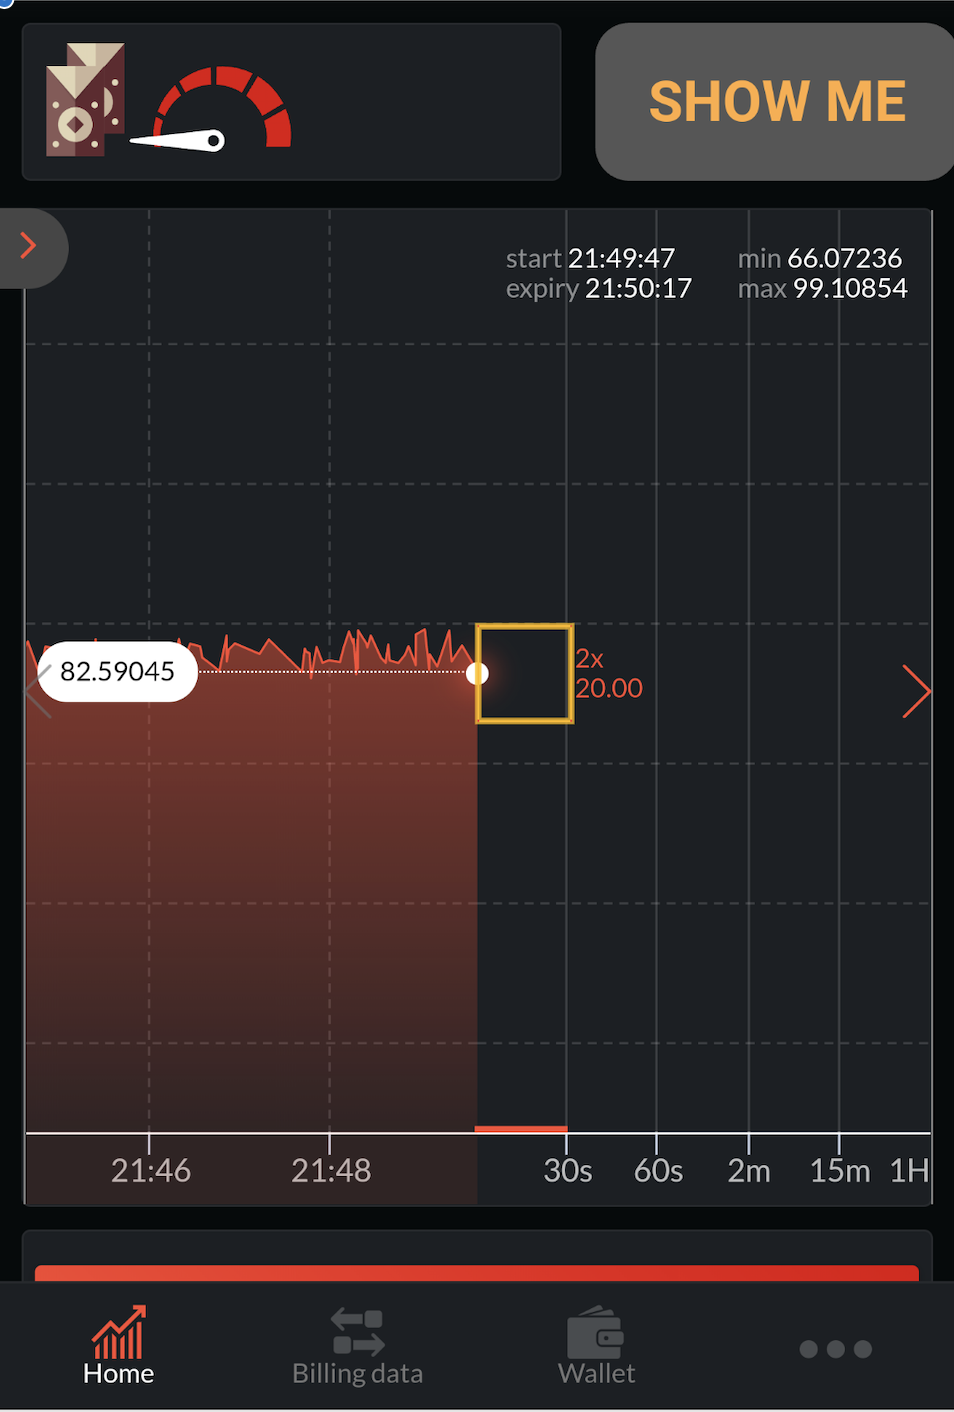 SHOW ME
start 21:49:47 min 66.07236
expiry 21:50:17 max 99.10854
82.59045
2x
20.00
21:46 21:48 30s 60s 2m 15m 1H
Home Billing data Wallet